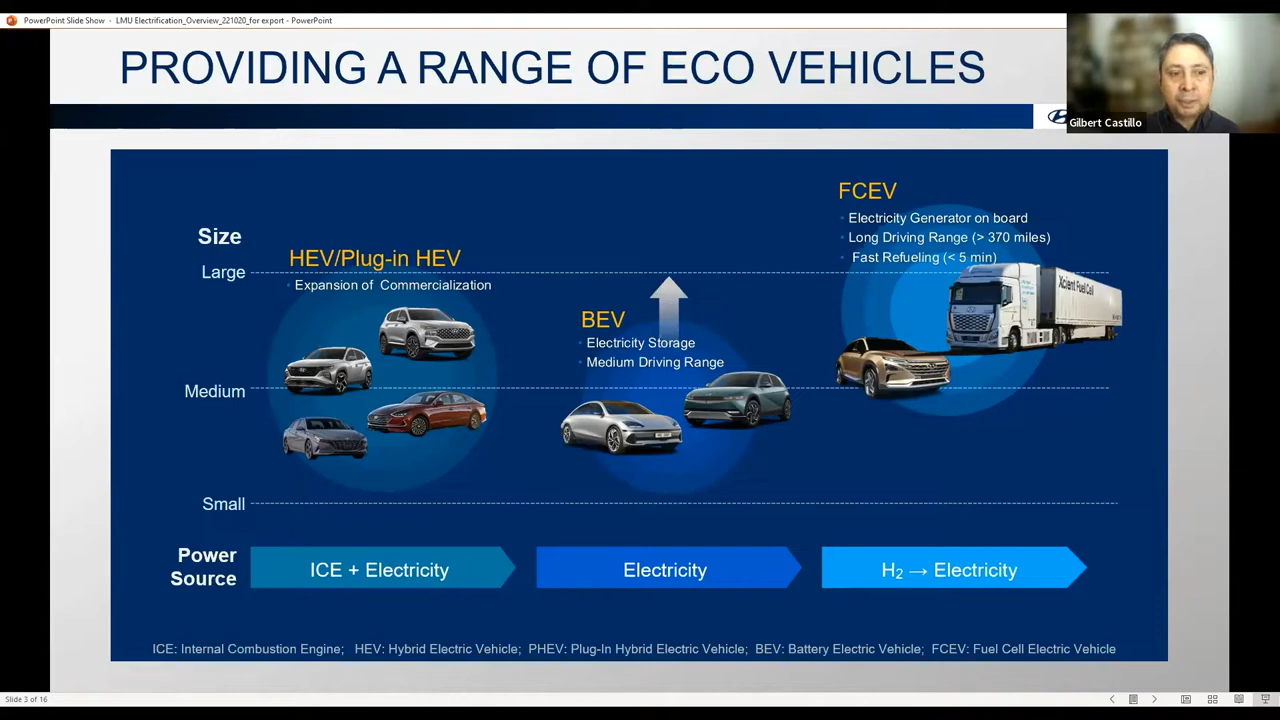 PowerPoint Slide Show - LMU Electrification_Overview_221020_for export - PowerPoint
PROVIDING A RANGE OF ECO VEHICLES
Gilbert Castillo
FCEV
• Electricity Generator on board
• Long Driving Range (> 370 miles)
• Fast Refueling (< 5 min)
Size
HEV/Plug-in HEV
Large
• Expansion of Commercialization
Xcient Fuel Cell
BEV
• Electricity Storage
• Medium Driving Range
Medium
Small
Power
Source
ICE + Electricity
Electricity
H₂ → Electricity
ICE: Internal Combustion Engine; HEV: Hybrid Electric Vehicle; PHEV: Plug-In Hybrid Electric Vehicle; BEV: Battery Electric Vehicle; FCEV: Fuel Cell Electric Vehicle
Slide 3 of 16